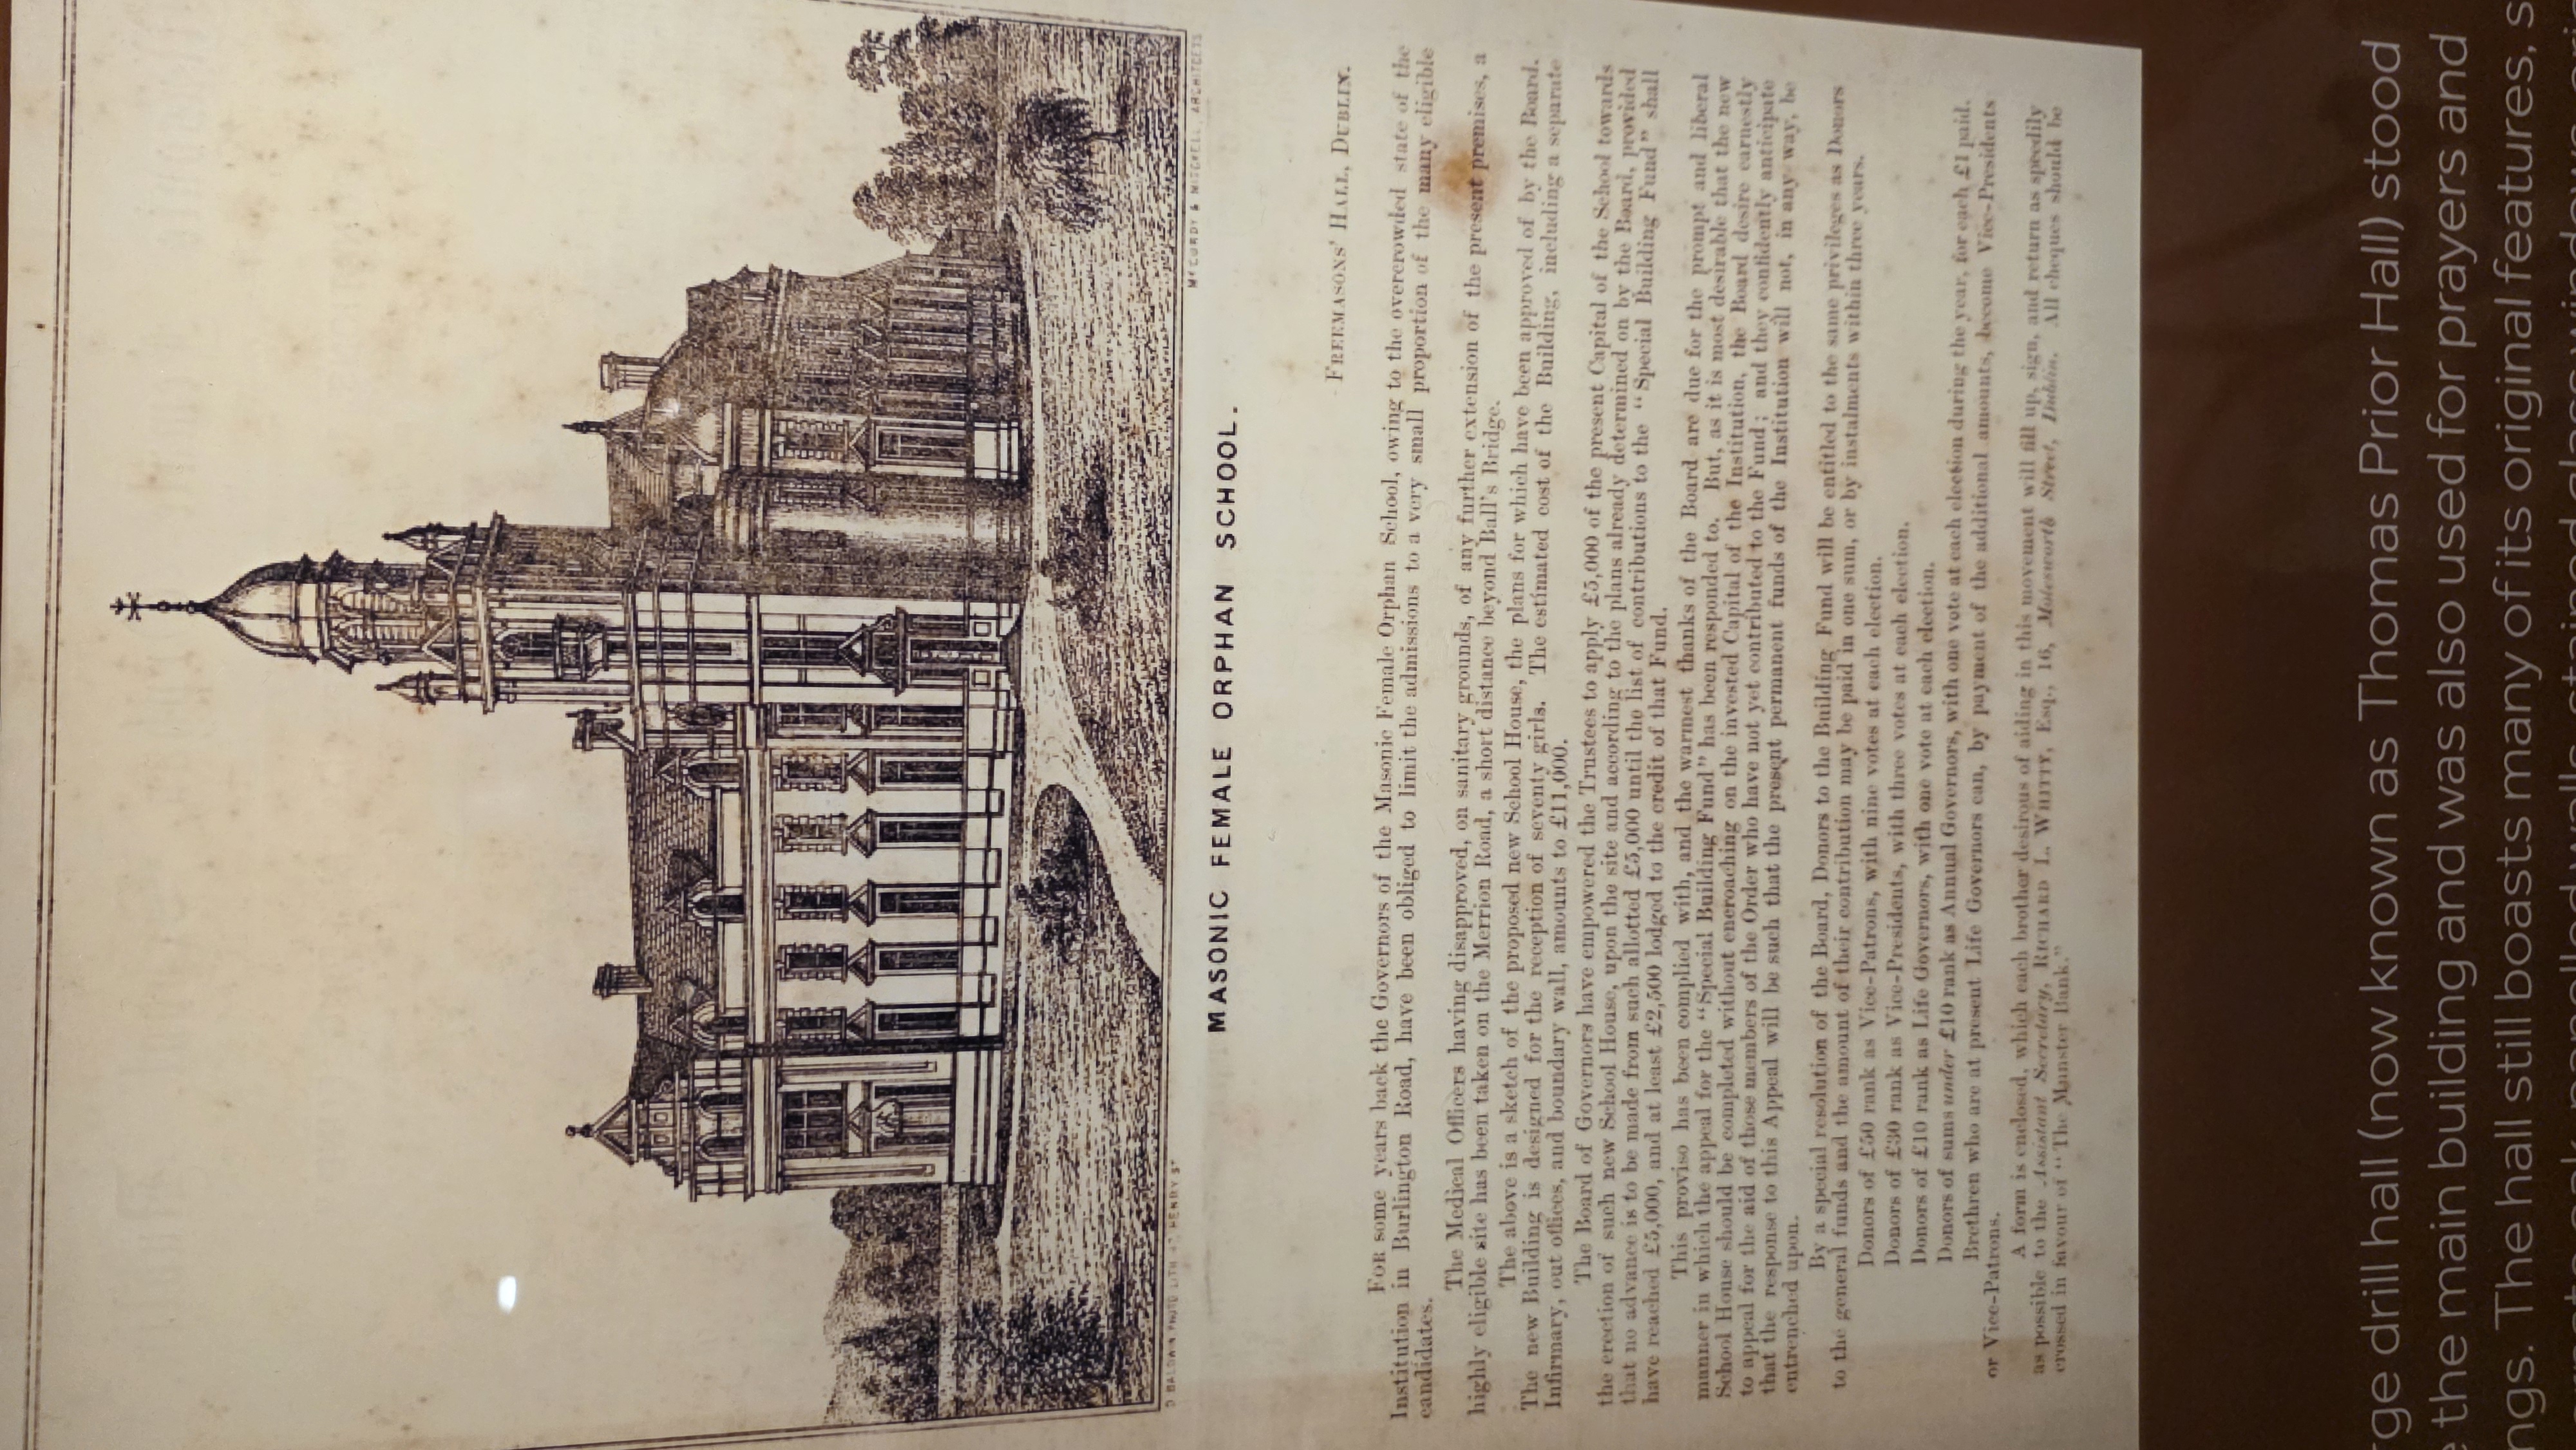 McCURDY & MITCHELL, ARCHITECTS
D BALDWIN PHOTO LITH 42 HENRY ST
MASONIC FEMALE ORPHAN SCHOOL.
FREEMASONS' HALL, DUBLIN.
FOR some years back the Governors of the Masonic Female Orphan School, owing to the overcrowded state of the
Institution in Burlington Road, have been obliged to limit the admissions to a very small proportion of the many eligible
candidates.
The Medical Officers having disapproved, on sanitary grounds, of any further extension of the present premises, a
highly eligible site has been taken on the Merrion Road, a short distance beyond Ball's Bridge.
The above is a sketch of the proposed new School House, the plans for which have been approved of by the Board.
The new Building is designed for the reception of seventy girls. The estimated cost of the Building, including a separate
Infirmary, out offices, and boundary wall, amounts to £11,000.
The Board of Governors have empowered the Trustees to apply £5,000 of the present Capital of the School towards
the erection of such new School House, upon the site and according to the plans already determined on by the Board, provided
that no advance is to be made from such allotted £5,000 until the list of contributions to the "Special Building Fund" shall
have reached £5,000, and at least £2,500 lodged to the credit of that Fund.
This proviso has been complied with, and the warmest thanks of the Board are due for the prompt and liberal
manner in which the appeal for the "Special Building Fund" has been responded to. But, as it is most desirable that the new
School House should be completed without encroaching on the invested Capital of the Institution, the Board desire earnestly
to appeal for the aid of those members of the Order who have not yet contributed to the Fund; and they confidently anticipate
that the response to this Appeal will be such that the present permanent funds of the Institution will not, in any way, be
entrenched upon.
By a special resolution of the Board, Donors to the Building Fund will be entitled to the same privileges as Donors
to the general funds and the amount of their contribution may be paid in one sum, or by instalments within three years.
Donors of £50 rank as Vice-Patrons, with nine votes at each election.
Donors of £30 rank as Vice-Presidents, with three votes at each election.
Donors of £10 rank as Life Governors, with one vote at each election.
Donors of sums under £10 rank as Annual Governors, with one vote at each election during the year, for each £1 paid.
Brethren who are at present Life Governors can, by payment of the additional amounts, become Vice-Presidents
or Vice-Patrons.
A form is enclosed, which each brother desirous of aiding in this movement will fill up, sign, and return as speedily
as possible to the Assistant Secretary, RICHARD L. WHITTY, Esq., 16, Molesworth Street, Dublin. All cheques should be
crossed in favour of "The Munster Bank."
rge drill hall (now known as Thomas Prior Hall) stood
the main building and was also used for prayers and
ngs. The hall still boasts many of its original features, s